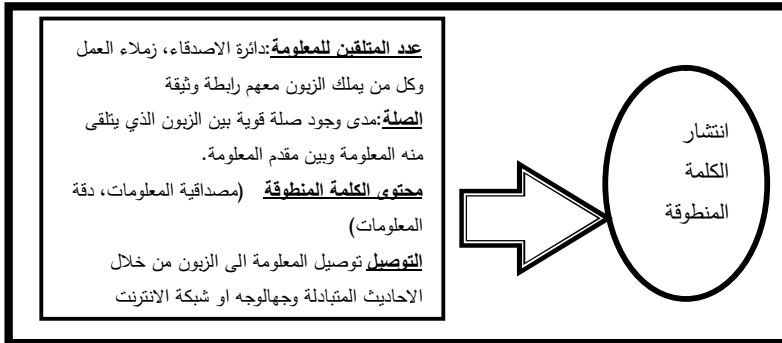 عدد المتلقين للمعلومة:دائرة الاصدقاء، زملاء العمل
وكل من يملك الزبون معهم رابطة وثيقة
الصلة:مدى وجود صلة قوية بين الزبون الذي يتلقى
منه المعلومة وبين مقدم المعلومة.
محتوى الكلمة المنطوقة (مصداقية المعلومات، دقة
المعلومات)
التوصيل توصيل المعلومة الى الزبون من خلال
الاحاديث المتبادلة وجهالوجه او شبكة الانترنت
انتشار
الكلمة
المنطوقة